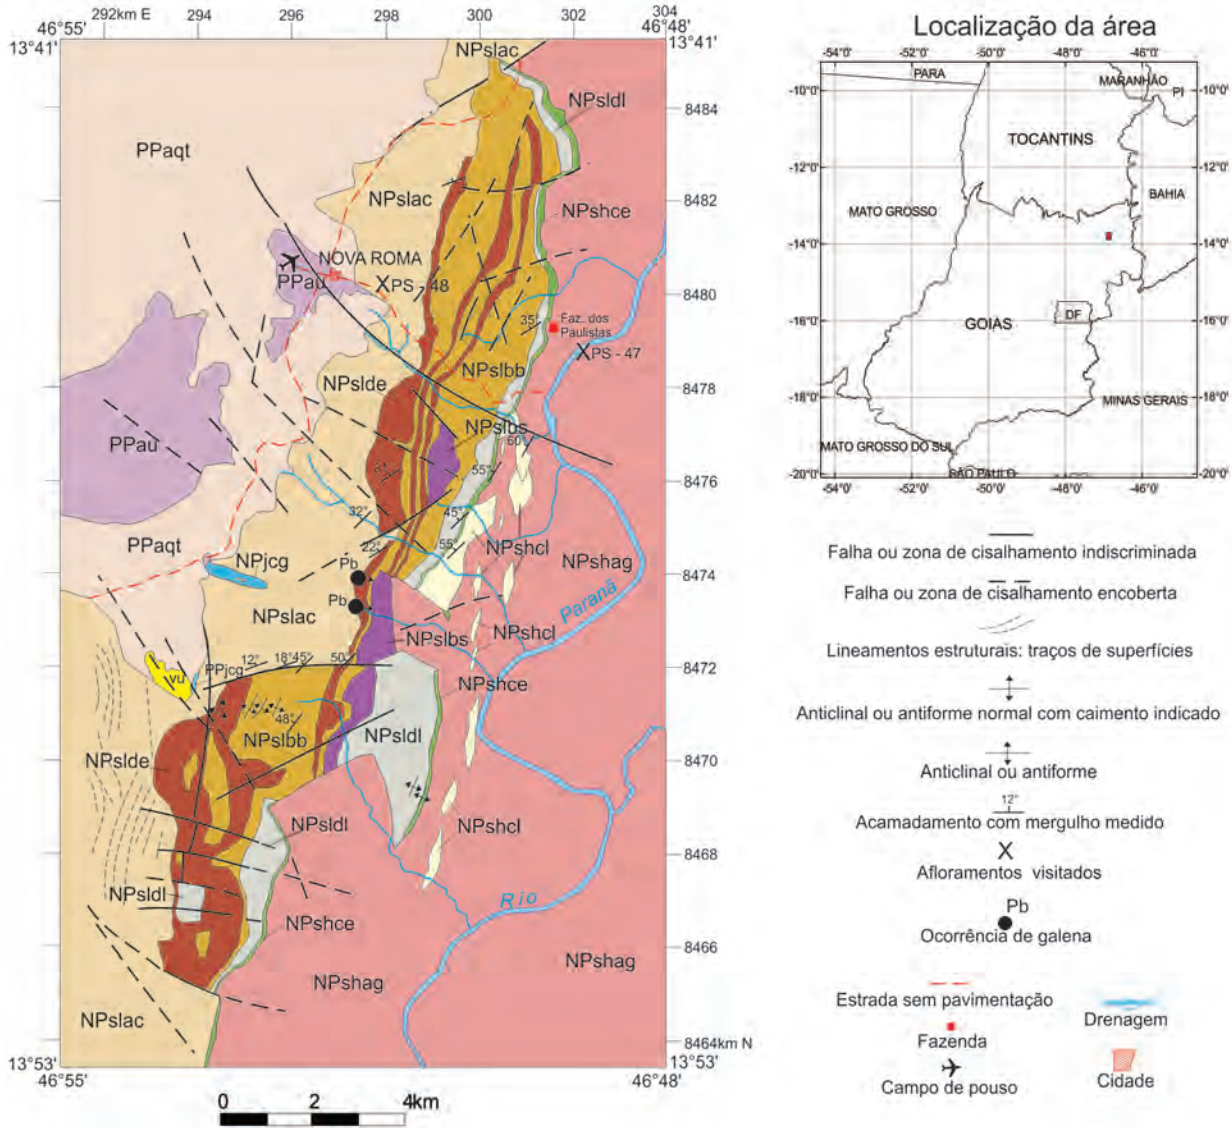 46°55'
292km E
294
296
298
300
302
304
46°48'
13°41'
13°41'
NPslac
NPsldl
8484
PPaqt
NPslac
8482
NPshce
NOVA ROMA
PPau
PS - 48
8480
35°
Faz. dos
Paulistas
PS - 47
NPslbb
NPslde
8478
NPslbs
PPau
60°
55°
8476
32°
45°
22°
55°
PPaqt
NPshcl
NPjcg
Pb
NPshag
8474
Pb
NPslac
Paranã
NPslbs
NPshcl
12°
18°
45°
50°
PPjcg
8472
vu
NPshce
48°
NPslbb
NPsldl
NPslde
8470
NPshcl
NPsldl
8468
NPsldl
Rio
NPshce
8466
NPshag
NPshag
NPslac
8464km N
13°53'
13°53'
46°55'
46°48'
0
2
4km
Localização da área
-54°0'
-52°0'
-50°0'
-48°0'
-46°0'
PARA
MARANHÃO
PI
-10°0'
-10°0'
TOCANTINS
-12°0'
-12°0'
BAHIA
MATO GROSSO
-14°0'
-14°0'
DF
-16°0'
-16°0'
GOIAS
-18°0'
-18°0'
MINAS GERAIS
MATO GROSSO DO SUL
-20°0'
SÃO PAULO
-20°0'
-54°0'
-52°0'
-50°0'
-48°0'
-46°0'
Falha ou zona de cisalhamento indiscriminada
Falha ou zona de cisalhamento encoberta
Lineamentos estruturais: traços de superfícies
Anticlinal ou antiforme normal com caimento indicado
Anticlinal ou antiforme
12°
Acamadamento com mergulho medido
X
Afloramentos visitados
Pb
Ocorrência de galena
Estrada sem pavimentação
Drenagem
Fazenda
Campo de pouso
Cidade